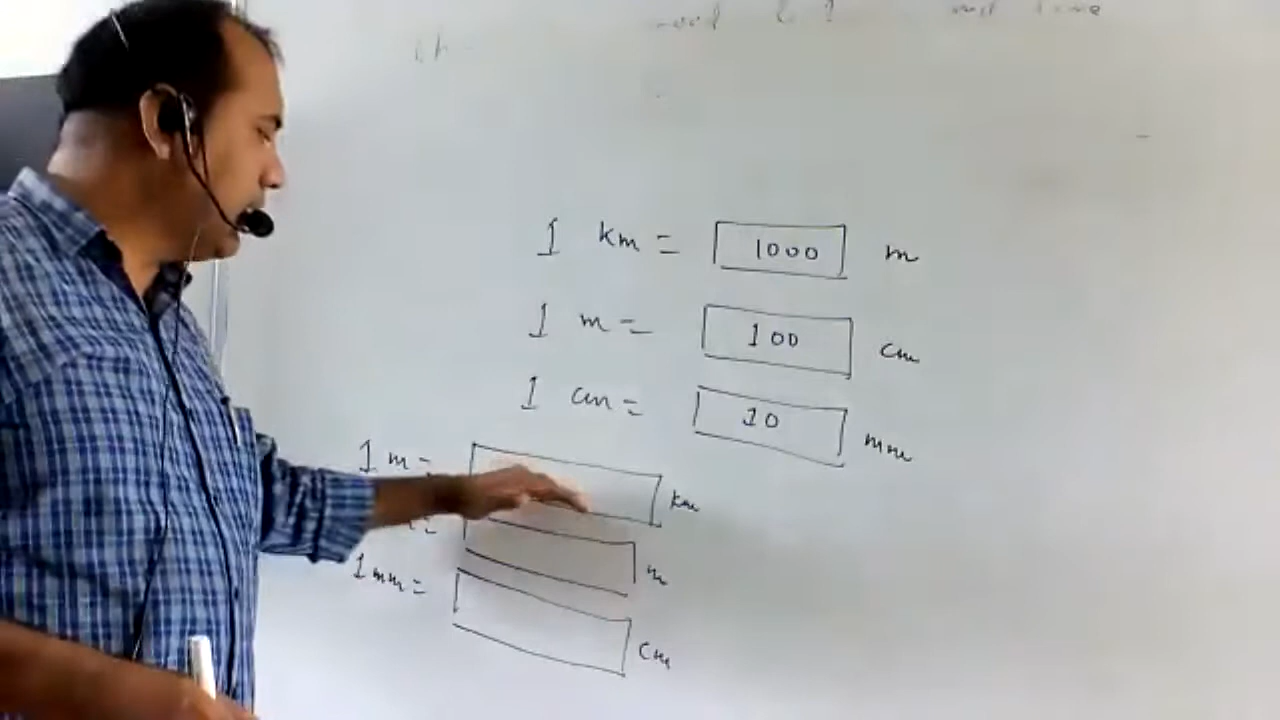 1 km = 1000 m
1 m = 100 cm
1 cm = 10 mm
1 m = km
= m
1 mm = cm